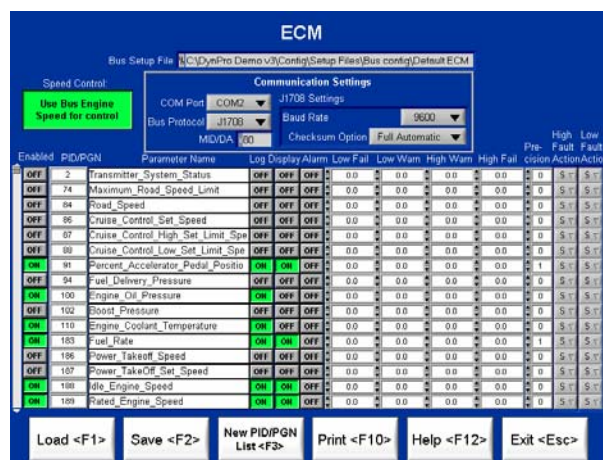 ECM
Bus Setup File C:\DynPro Demo v3\Config\Setup Files\Bus config\Default ECM
Speed Control:
Use Bus Engine Speed for control
Communication Settings
COM Port COM2
Bus Protocol J1708
MID/DA 80
J1708 Settings
Baud Rate 9600
Checksum Option Full Automatic
Enabled PID/PGN Parameter Name Log Display Alarm Low Fail Low Warn High Warn High Fail Pre-cision High Fault Action Low Fault Actio
OFF 2 Transmitter_System_Status OFF OFF OFF 0.0 0.0 0.0 0.0 0 S.T S.T
OFF 74 Maximum_Road_Speed_Limit OFF OFF OFF 0.0 0.0 0.0 0.0 0 S.T S.T
OFF 84 Road_Speed OFF OFF OFF 0.0 0.0 0.0 0.0 0 S.T S.T
OFF 86 Cruise_Control_Set_Speed OFF OFF OFF 0.0 0.0 0.0 0.0 0 S.T S.T
OFF 87 Cruise_Control_High_Set_Limit_Spe OFF OFF OFF 0.0 0.0 0.0 0.0 0 S.T S.T
OFF 88 Cruise_Control_Low_Set_Limit_Spe OFF OFF OFF 0.0 0.0 0.0 0.0 0 S.T S.T
ON 91 Percent_Accelerator_Pedal_Positio ON ON OFF 0.0 0.0 0.0 0.0 1 S.T S.T
OFF 94 Fuel_Delivery_Pressure OFF OFF OFF 0.0 0.0 0.0 0.0 0 S.T S.T
ON 100 Engine_Oil_Pressure ON ON OFF 0.0 0.0 0.0 0.0 0 S.T S.T
OFF 102 Boost_Pressure OFF OFF OFF 0.0 0.0 0.0 0.0 0 S.T S.T
ON 110 Engine_Coolant_Temperature ON ON OFF 0.0 0.0 0.0 0.0 0 S.T S.T
ON 183 Fuel_Rate ON ON OFF 0.0 0.0 0.0 0.0 1 S.T S.T
OFF 186 Power_Takeoff_Speed OFF OFF OFF 0.0 0.0 0.0 0.0 0 S.T S.T
OFF 187 Power_TakeOff_Set_Speed OFF OFF OFF 0.0 0.0 0.0 0.0 0 S.T S.T
ON 188 Idle_Engine_Speed ON ON OFF 0.0 0.0 0.0 0.0 0 S.T S.T
ON 189 Rated_Engine_Speed ON ON OFF 0.0 0.0 0.0 0.0 0 S.T S.T
Load <F1> Save <F2> New PID/PGN List <F3> Print <F10> Help <F12> Exit <Esc>